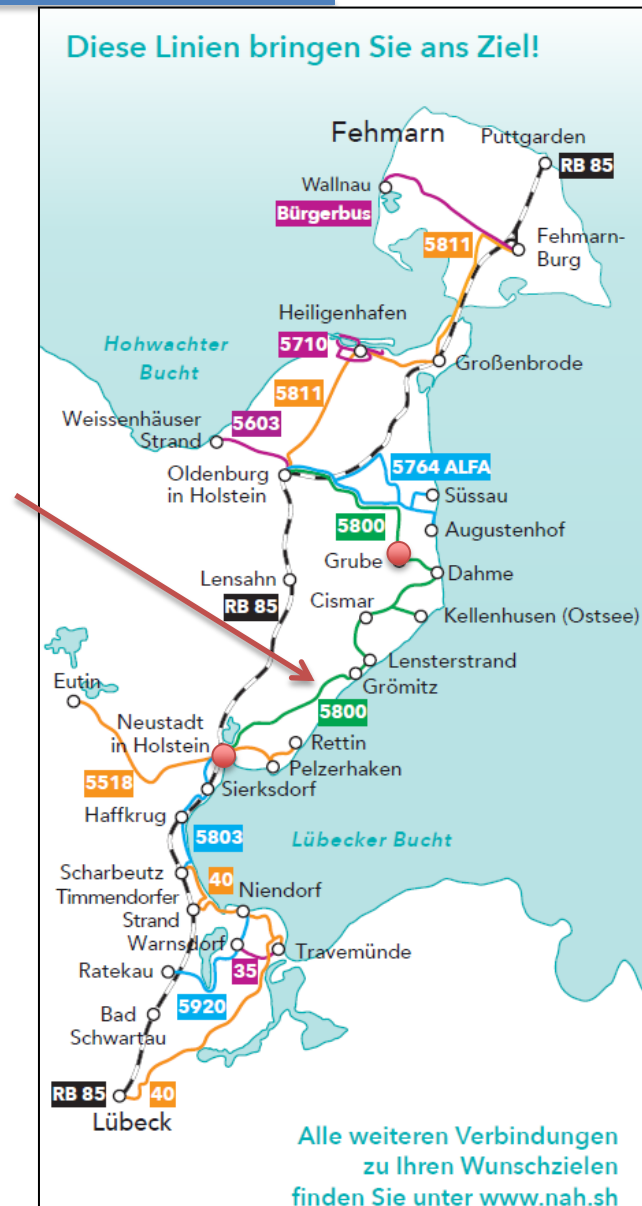 Diese Linien bringen Sie ans Ziel!
Fehmarn
Puttgarden
RB 85
Wallnau
Bürgerbus
5811
Fehmarn-
Burg
Heiligenhafen
5710
Hohwachter
Bucht
Großenbrode
5811
Weissenhäuser
Strand
5603
Oldenburg
in Holstein
5764 ALFA
Süssau
5800
Augustenhof
Grube
Dahme
Lensahn
RB 85
Cismar
Kellenhusen (Ostsee)
Lensterstrand
Grömitz
Eutin
5800
Neustadt
in Holstein
Rettin
Pelzerhaken
5518
Sierksdorf
Haffkrug
5803
Lübecker Bucht
Scharbeutz
40
Timmendorfer
Strand
Niendorf
Warnsdorf
Travemünde
35
Ratekau
5920
Bad
Schwartau
RB 85
40
Lübeck
Alle weiteren Verbindungen
zu Ihren Wunschzielen
finden Sie unter www.nah.sh